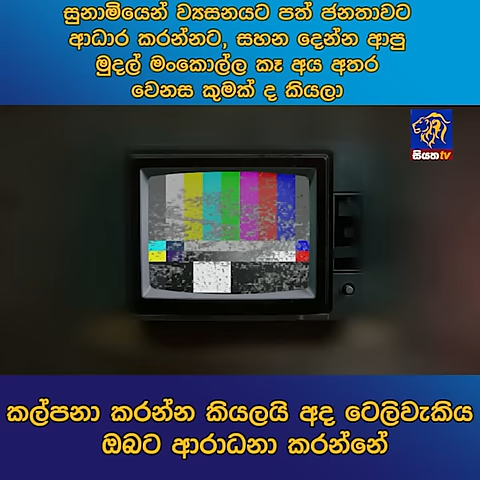 සුනාමියෙන් ව්‍යසනයට පත් ජනතාවට
ආධාර කරන්නට, සහන දෙන්න ආපු
මුදල් මංකොල්ල කෑ අය අතර
වෙනස කුමක් ද කියලා
සියත tv
කල්පනා කරන්න කියලයි අද ටෙලිවැකිය
ඔබට ආරාධනා කරන්නේ